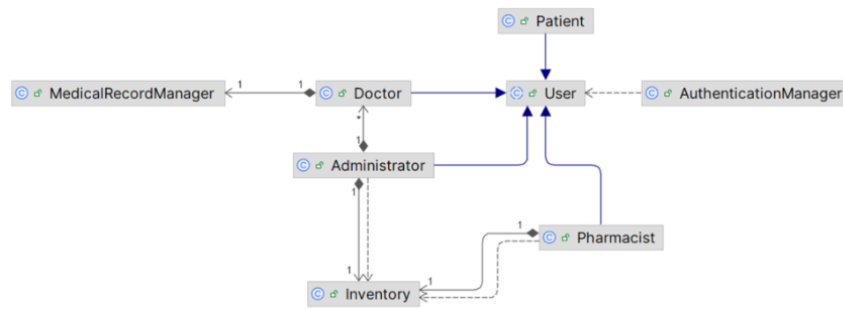 Patient
MedicalRecordManager
1
1
Doctor
User
AuthenticationManager
*
1
Administrator
1
1
Pharmacist
1
1
Inventory